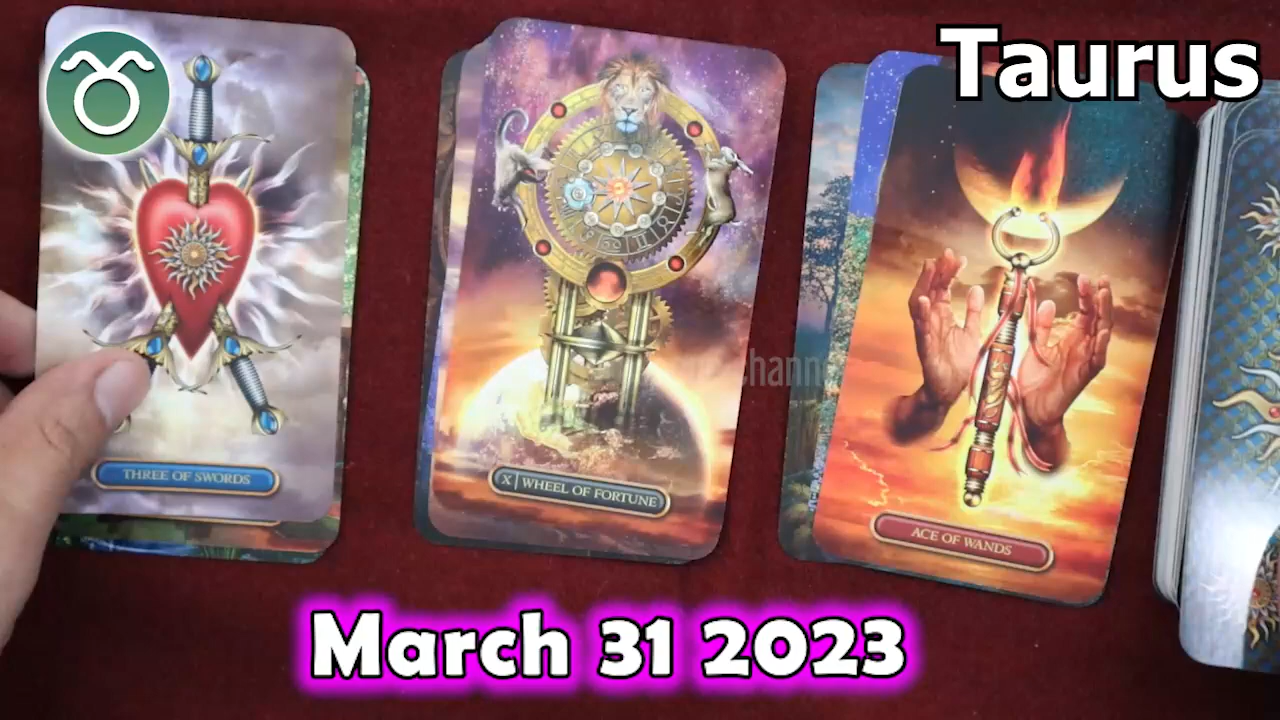 Taurus
THREE OF SWORDS
X WHEEL OF FORTUNE
ACE OF WANDS
March 31 2023